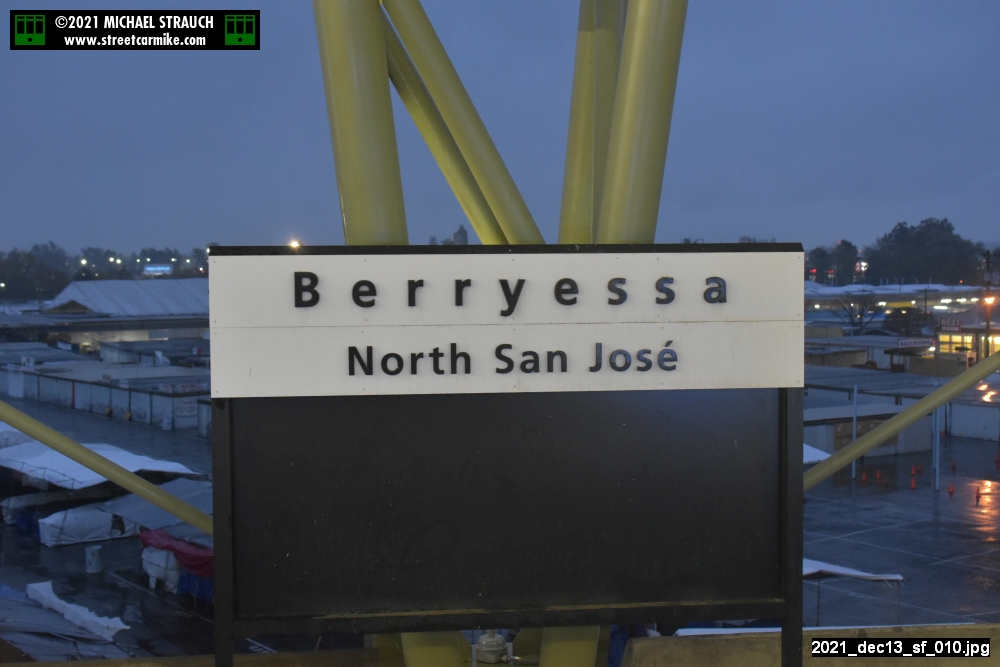 ©2021 MICHAEL STRAUCH
www.streetcarmike.com
Berryessa
North San José
2021_dec13_sf_010.jpg